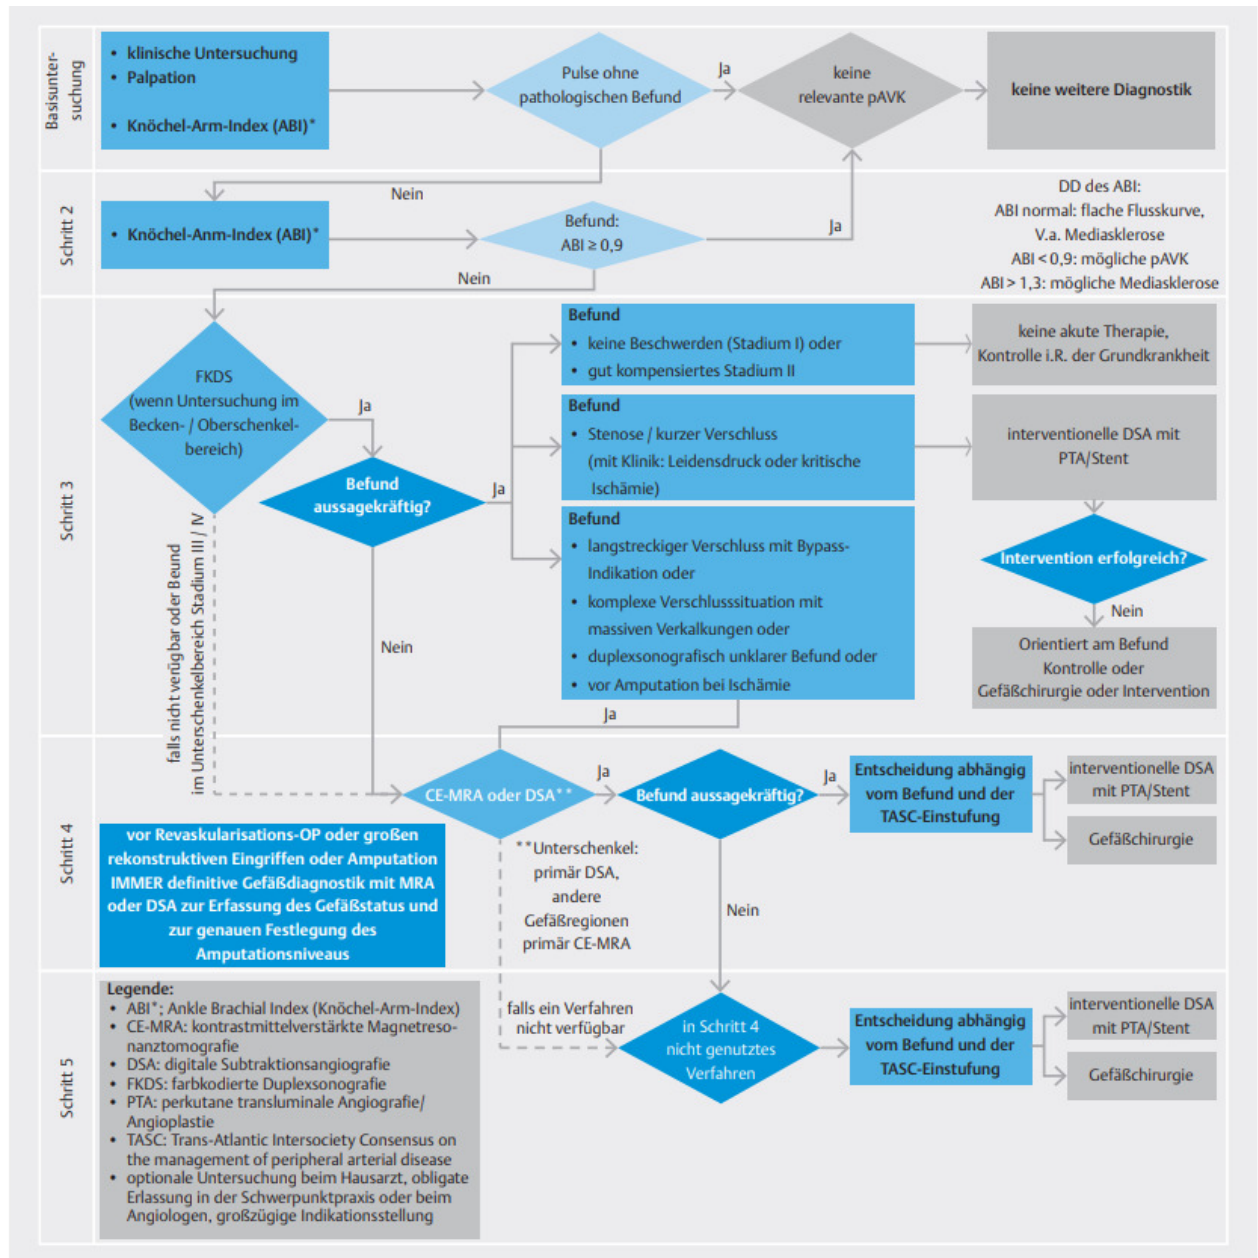 Basisunter-
suchung
• klinische Untersuchung
• Palpation
• Knöchel-Arm-Index (ABI)*
Pulse ohne
pathologischen Befund
Ja
keine
relevante pAVK
keine weitere Diagnostik
Nein
Schritt 2
• Knöchel-Anm-Index (ABI)*
Befund:
ABI ≥ 0,9
Ja
DD des ABI:
ABI normal: flache Flusskurve,
V.a. Mediasklerose
ABI < 0,9: mögliche pAVK
ABI > 1,3: mögliche Mediasklerose
Nein
Schritt 3
FKDS
(wenn Untersuchung im
Becken- / Oberschenkel-
bereich)
Ja
Befund
aussagekräftig?
Ja
Befund
• keine Beschwerden (Stadium I) oder
• gut kompensiertes Stadium II
keine akute Therapie,
Kontrolle i.R. der Grundkrankheit
Befund
• Stenose / kurzer Verschluss
(mit Klinik: Leidensdruck oder kritische
Ischämie)
interventionelle DSA mit
PTA/Stent
Befund
• langstreckiger Verschluss mit Bypass-
Indikation oder
• komplexe Verschlusssituation mit
massiven Verkalkungen oder
• duplexsonografisch unklarer Befund oder
• vor Amputation bei Ischämie
Intervention erfolgreich?
Nein
Orientiert am Befund
Kontrolle oder
Gefäßchirurgie oder Intervention
falls nicht verügbar oder Beund
im Unterschenkelbereich Stadium III / IV
Nein
Ja
Schritt 4
CE-MRA oder DSA**
Ja
Befund aussagekräftig?
Ja
Entscheidung abhängig
vom Befund und der
TASC-Einstufung
interventionelle DSA
mit PTA/Stent
Gefäßchirurgie
vor Revaskularisations-OP oder großen
rekonstruktiven Eingriffen oder Amputation
IMMER definitive Gefäßdiagnostik mit MRA
oder DSA zur Erfassung des Gefäßstatus und
zur genauen Festlegung des
Amputationsniveaus
**Unterschenkel:
primär DSA,
andere
Gefäßregionen
primär CE-MRA
Nein
Schritt 5
Legende:
• ABI*; Ankle Brachial Index (Knöchel-Arm-Index)
• CE-MRA: kontrastmittelverstärkte Magnetreso-
nanztomografie
• DSA: digitale Subtraktionsangiografie
• FKDS: farbkodierte Duplexsonografie
• PTA: perkutane transluminale Angiografie/
Angioplastie
• TASC: Trans-Atlantic Intersociety Consensus on
the management of peripheral arterial disease
• optionale Untersuchung beim Hausarzt, obligate
Erlassung in der Schwerpunktpraxis oder beim
Angiologen, großzügige Indikationsstellung
falls ein Verfahren
nicht verfügbar
in Schritt 4
nicht genutztes
Verfahren
Entscheidung abhängig
vom Befund und der
TASC-Einstufung
interventionelle DSA
mit PTA/Stent
Gefäßchirurgie